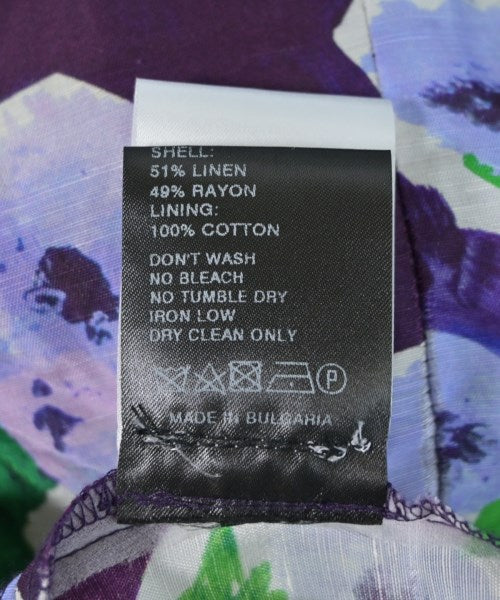 SHELL:
51% LINEN
49% RAYON
LINING:
100% COTTON
DON'T WASH
NO BLEACH
NO TUMBLE DRY
IRON LOW
DRY CLEAN ONLY
P
MADE IN BULGARIA